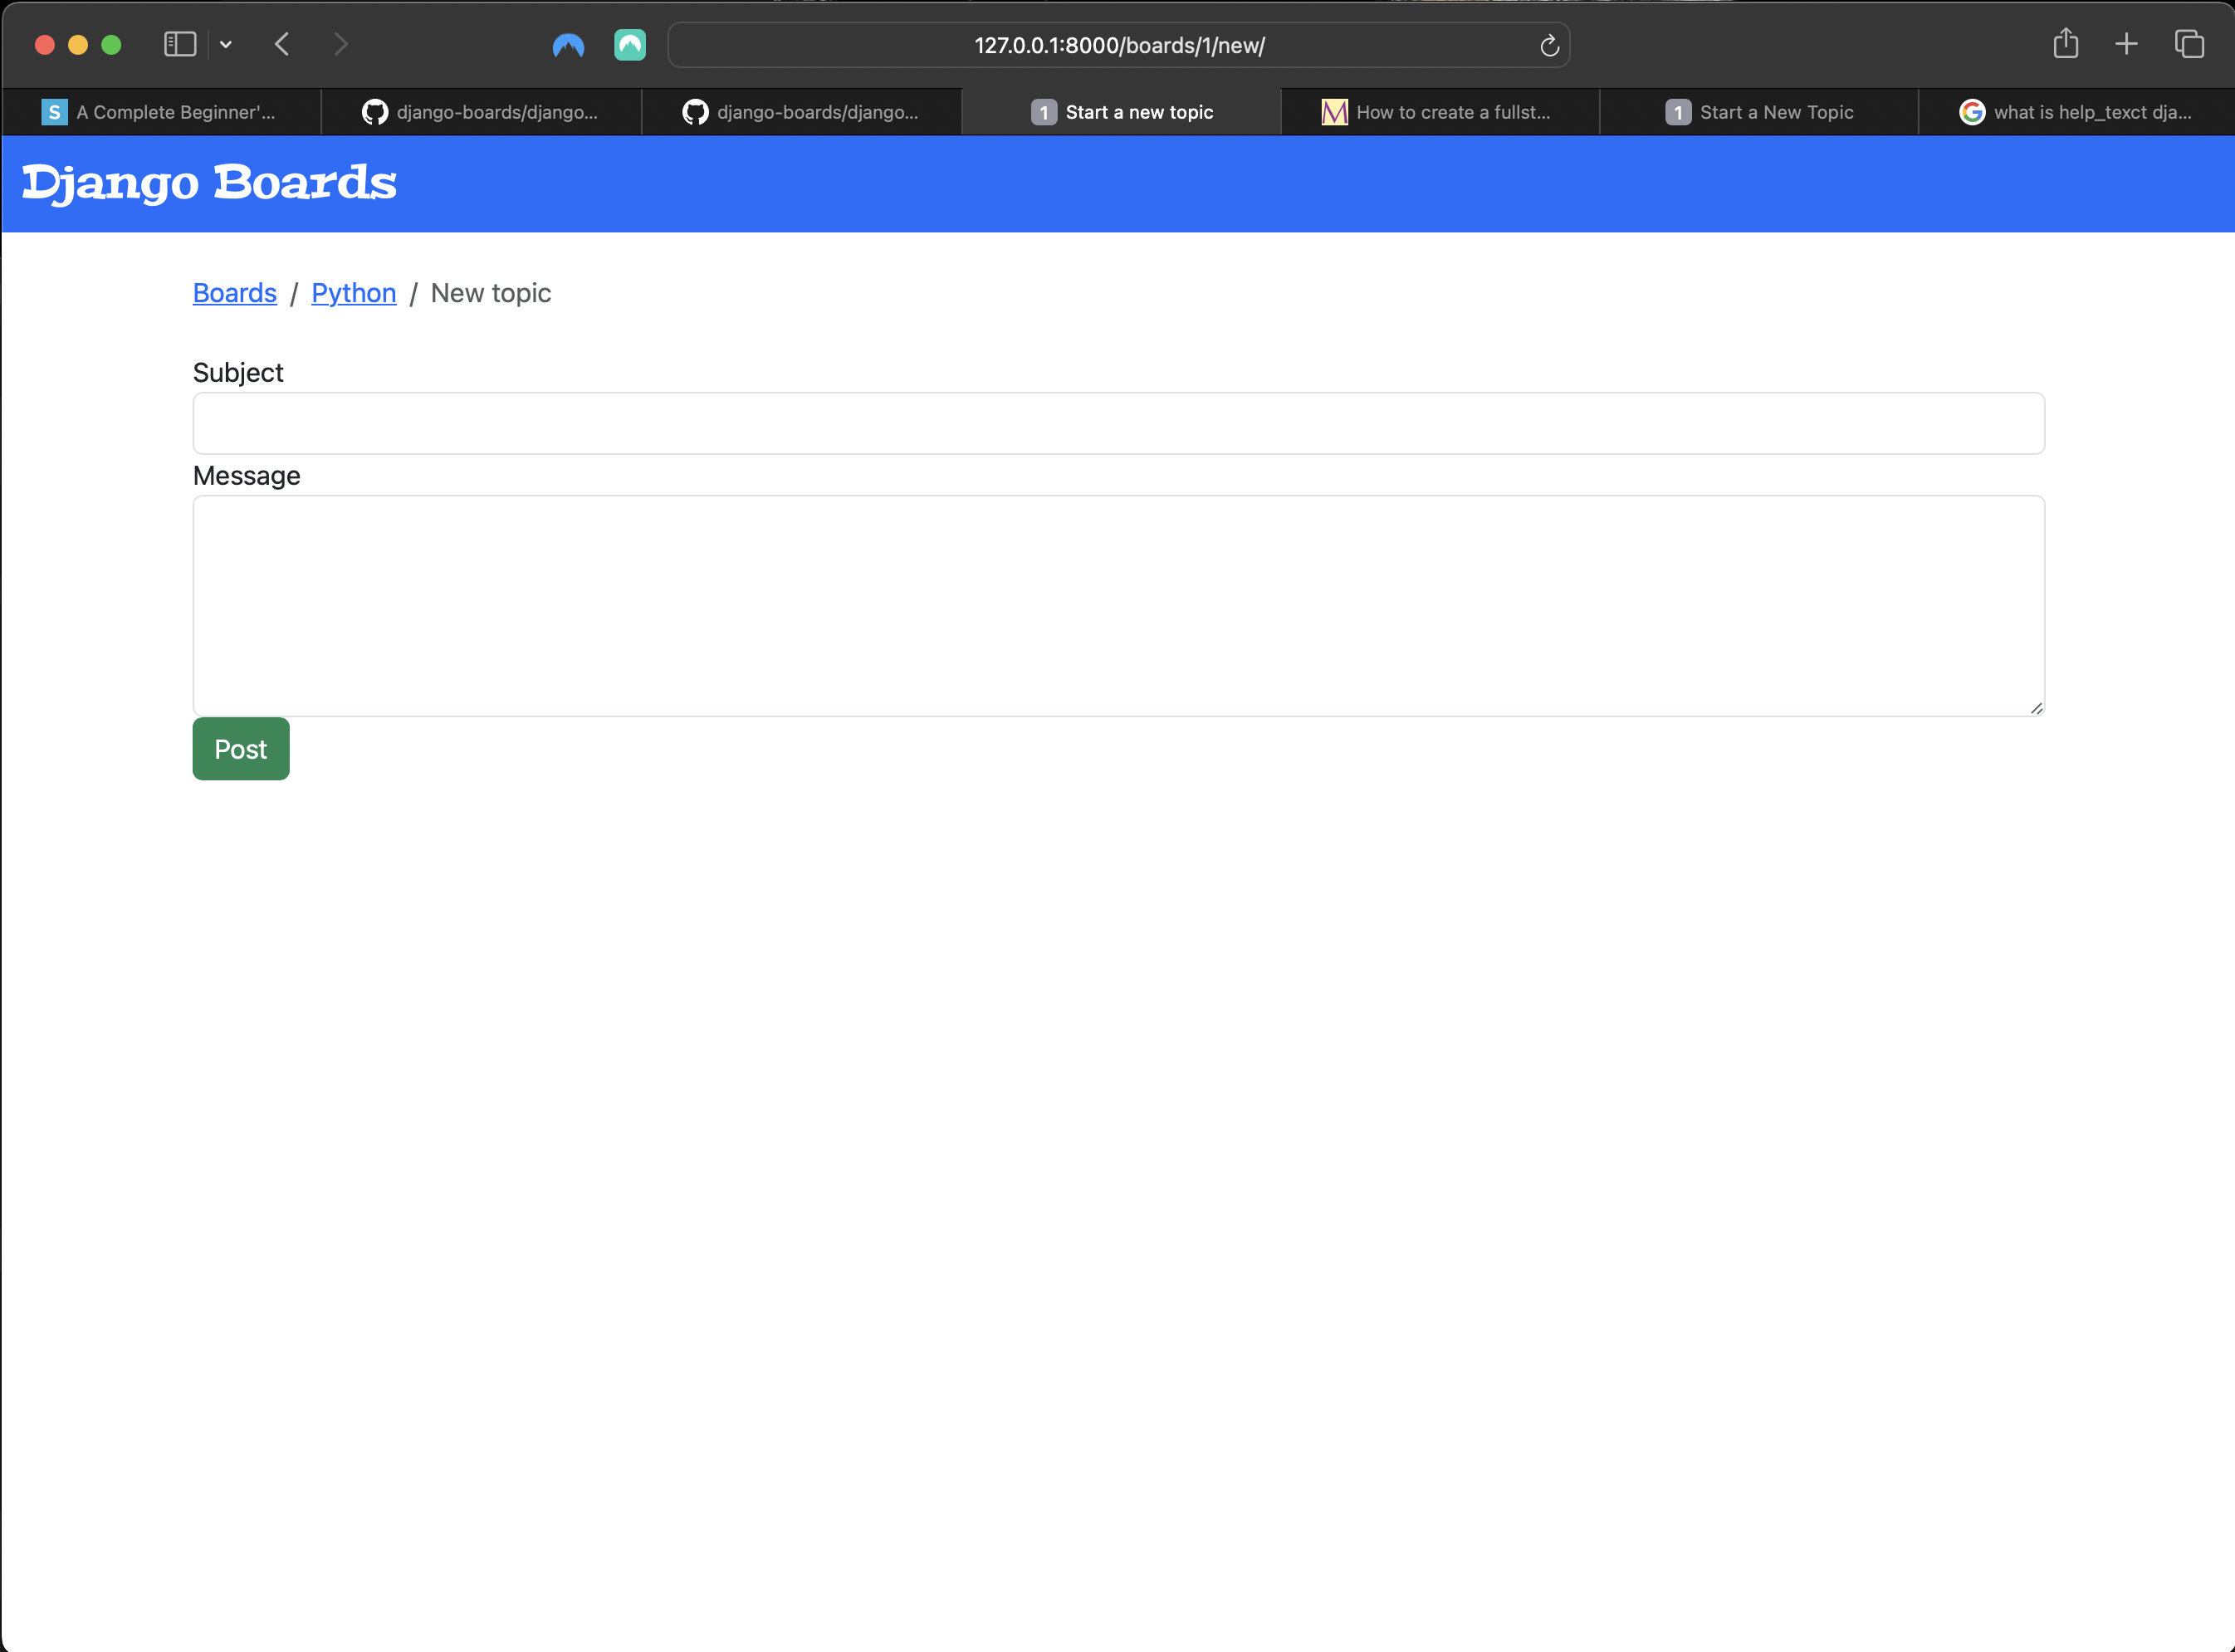 127.0.0.1:8000/boards/1/new/
S A Complete Beginner'... django-boards/django... django-boards/django... 1 Start a new topic M How to create a fullst... 1 Start a New Topic G what is help_texct dja...
Django Boards
Boards / Python / New topic
Subject
Message
Post